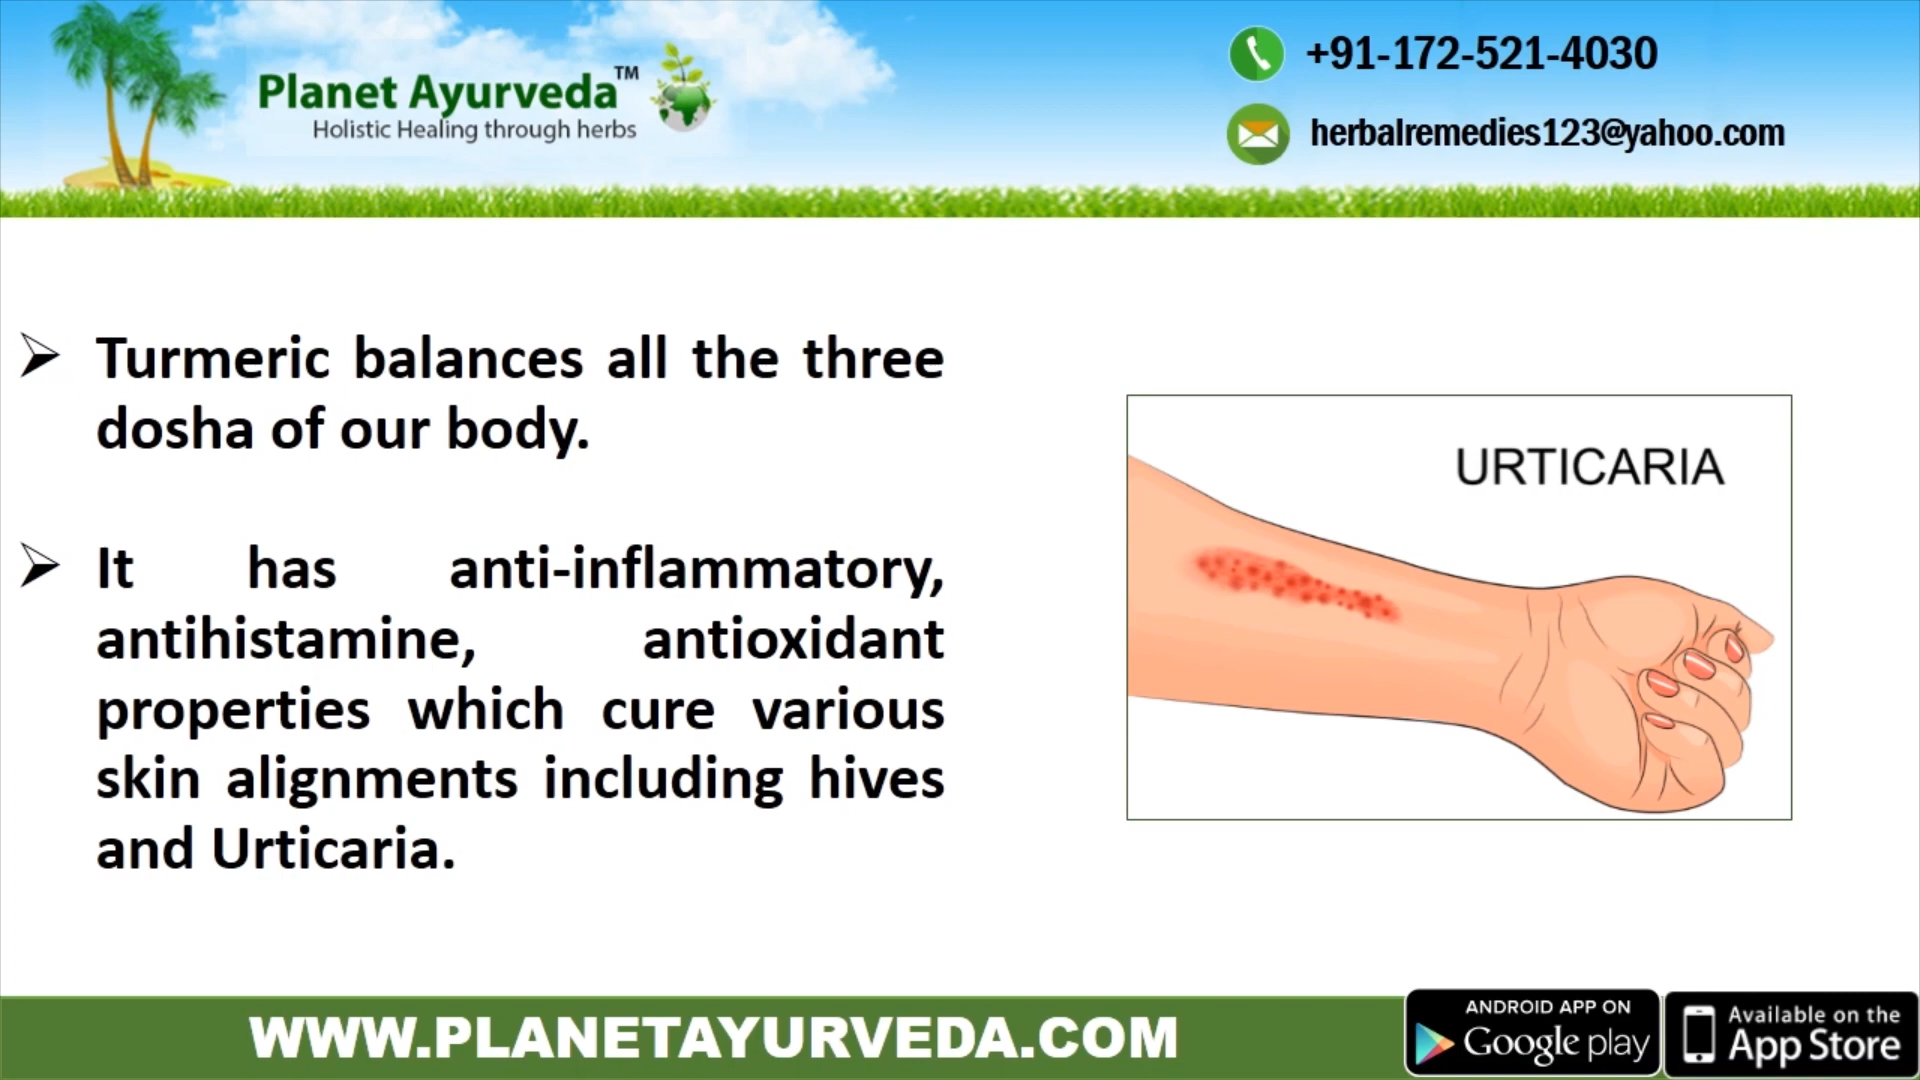 Planet Ayurveda™
Holistic Healing through herbs
+91-172-521-4030
herbalremedies123@yahoo.com
➢ Turmeric balances all the three
dosha of our body.
➢ It has anti-inflammatory,
antihistamine, antioxidant
properties which cure various
skin alignments including hives
and Urticaria.
URTICARIA
WWW.PLANETAYURVEDA.COM
ANDROID APP ON
Google play
Available on the
App Store